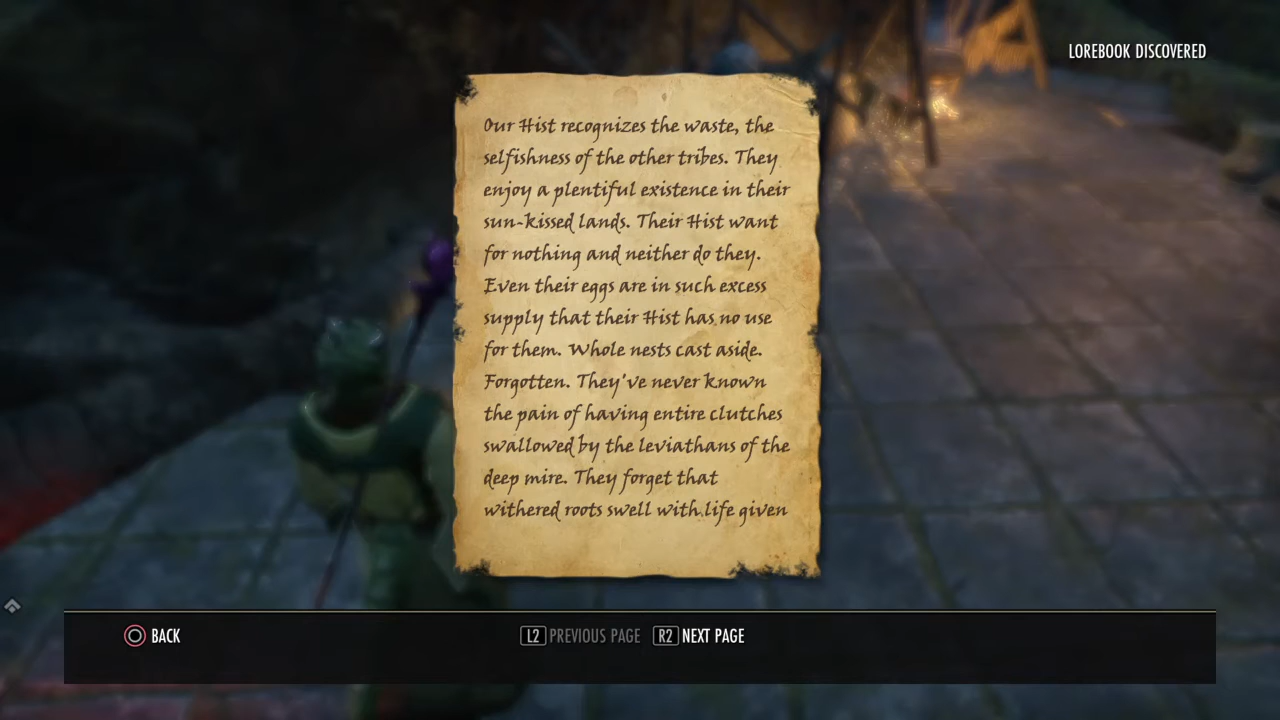 LOREBOOK DISCOVERED
Our Hist recognizes the waste, the
selfishness of the other tribes. They
enjoy a plentiful existence in their
sun-kissed lands. Their Hist want
for nothing and neither do they.
Even their eggs are in such excess
supply that their Hist has no use
for them. Whole nests cast aside.
Forgotten. They've never known
the pain of having entire clutches
swallowed by the leviathans of the
deep mire. They forget that
withered roots swell with life given
BACK
L2 PREVIOUS PAGE R2 NEXT PAGE